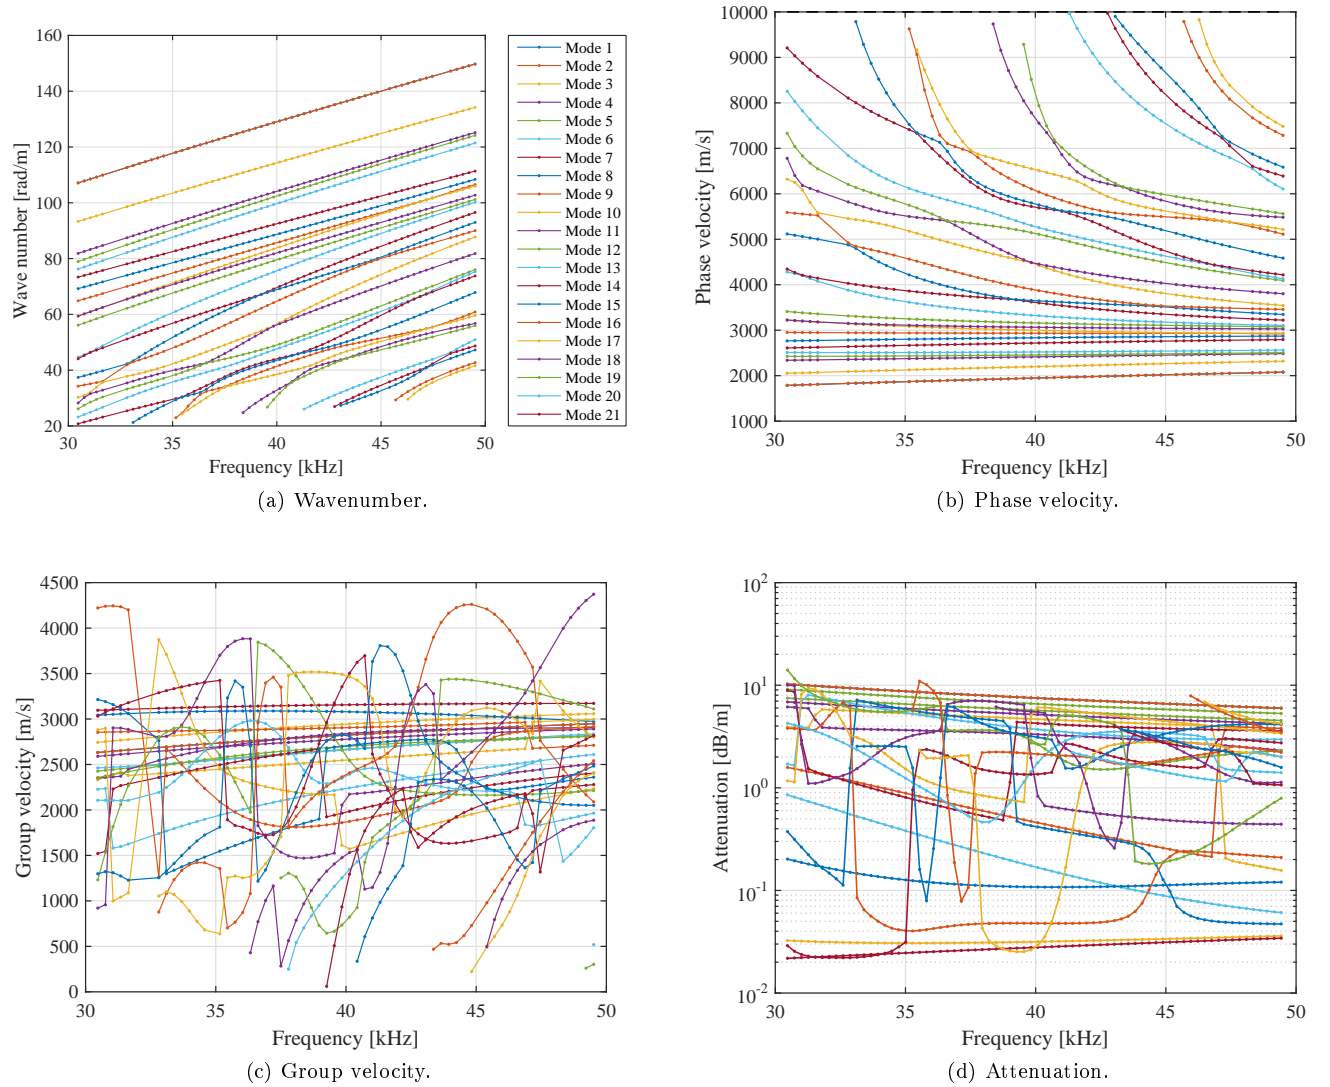 160
140
120
100
80
60
40
20
30
35
40
45
50
Wave number [rad/m]
Frequency [kHz]
Mode 1
Mode 2
Mode 3
Mode 4
Mode 5
Mode 6
Mode 7
Mode 8
Mode 9
Mode 10
Mode 11
Mode 12
Mode 13
Mode 14
Mode 15
Mode 16
Mode 17
Mode 18
Mode 19
Mode 20
Mode 21
(a) Wavenumber.
10000
9000
8000
7000
6000
5000
4000
3000
2000
1000
30
35
40
45
50
Phase velocity [m/s]
Frequency [kHz]
(b) Phase velocity.
4500
4000
3500
3000
2500
2000
1500
1000
500
0
30
35
40
45
50
Group velocity [m/s]
Frequency [kHz]
(c) Group velocity.
10^2
10^1
10^0
10^-1
10^-2
30
35
40
45
50
Attenuation [dB/m]
Frequency [kHz]
(d) Attenuation.